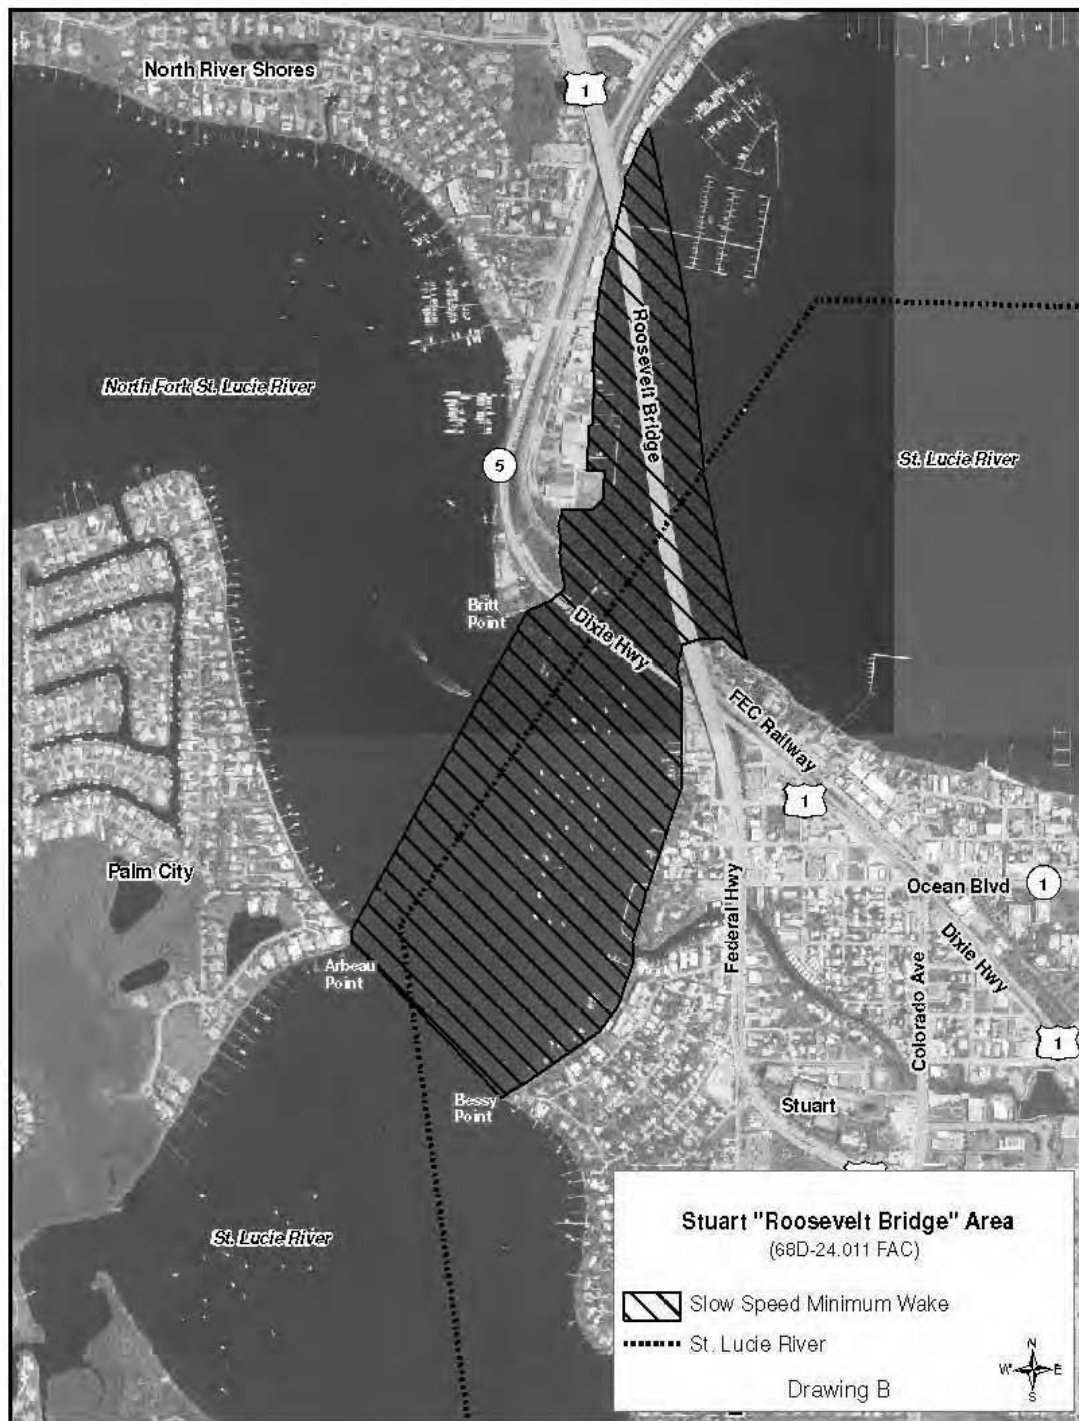 North River Shores
1
Roosevelt Bridge
North Fork St. Lucie River
5
St. Lucie River
Britt
Point
Dixie Hwy
FEC Railway
1
Palm City
Ocean Blvd
1
Federal Hwy
Dixie Hwy
Colorado Ave
Arbeau
Point
1
Bessy
Point
Stuart
St. Lucie River
Stuart "Roosevelt Bridge" Area
(68D-24.011 FAC)
Slow Speed Minimum Wake
St. Lucie River
N
W E
S
Drawing B